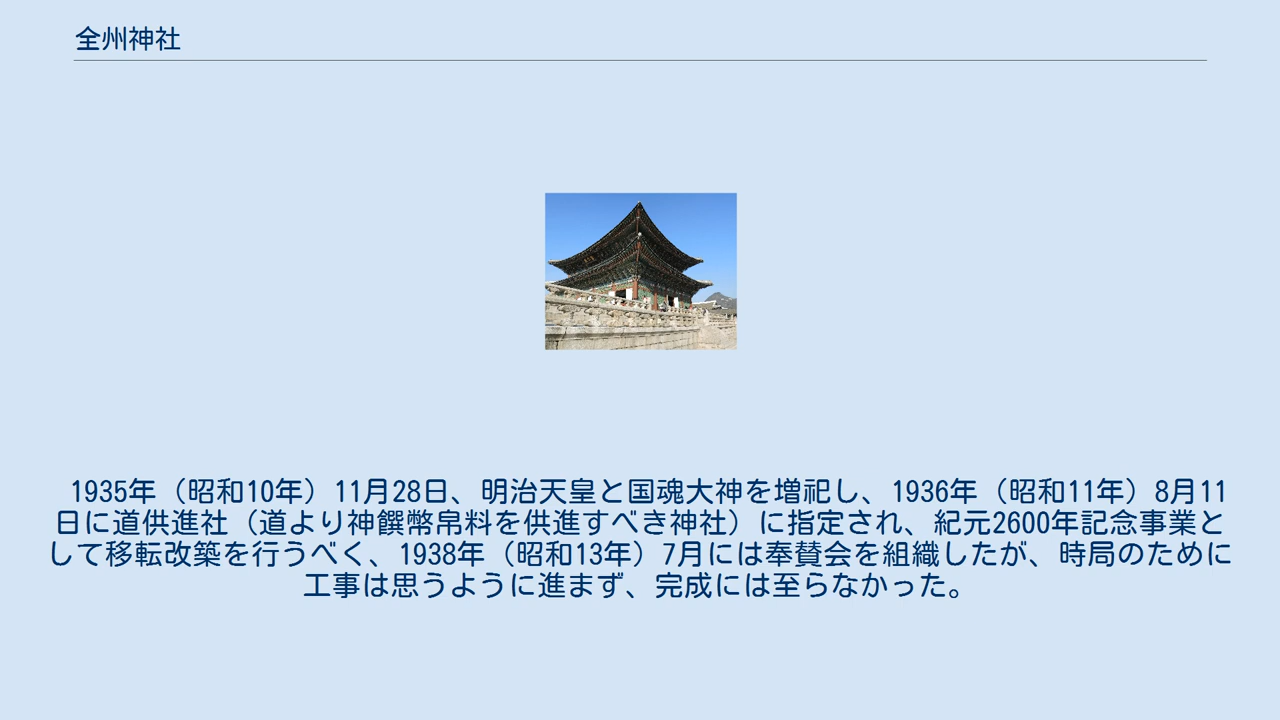 全州神社
1935年（昭和10年）11月28日、明治天皇と国魂大神を増祀し、1936年（昭和11年）8月11
日に道供進社（道より神饌幣帛料を供進すべき神社）に指定され、紀元2600年記念事業と
して移転改築を行うべく、1938年（昭和13年）7月には奉賛会を組織したが、時局のために
工事は思うように進まず、完成には至らなかった。